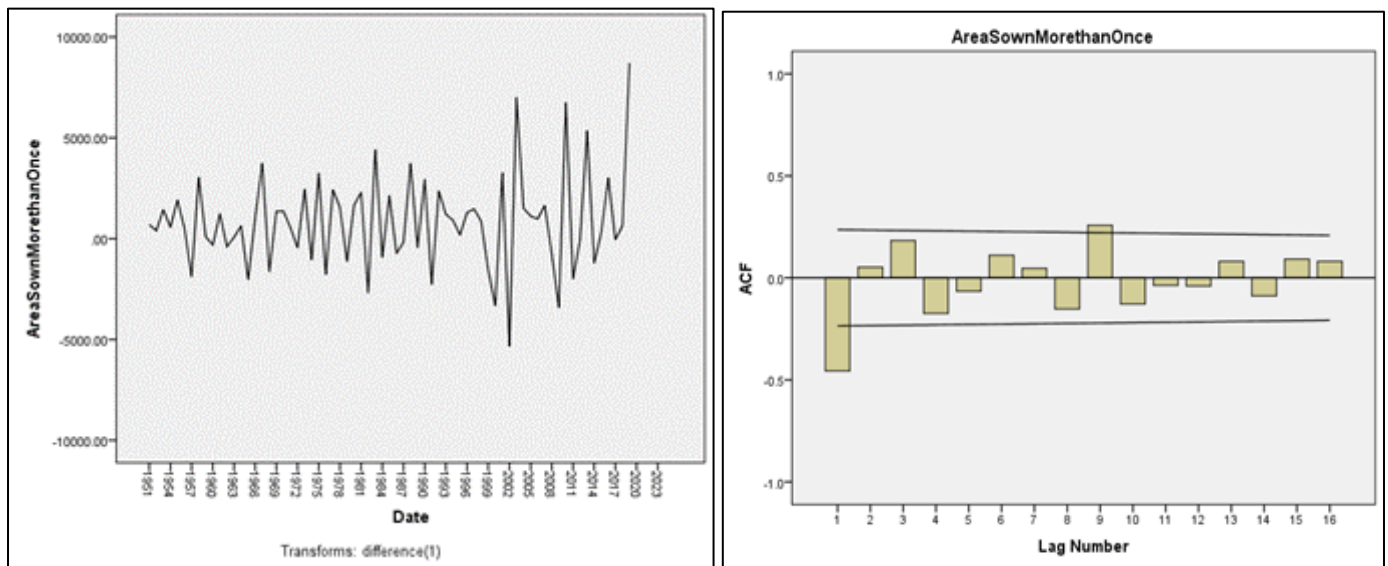 10000.00
5000.00
.00
-5000.00
-10000.00
AreaSownMorethanOnce
1951 1954 1957 1960 1963 1966 1969 1972 1975 1978 1981 1984 1987 1990 1993 1996 1999 2002 2005 2008 2011 2014 2017 2020 2023
Date
Transforms: difference(1)
AreaSownMorethanOnce
1.0
0.5
0.0
-0.5
-1.0
ACF
1 2 3 4 5 6 7 8 9 10 11 12 13 14 15 16
Lag Number